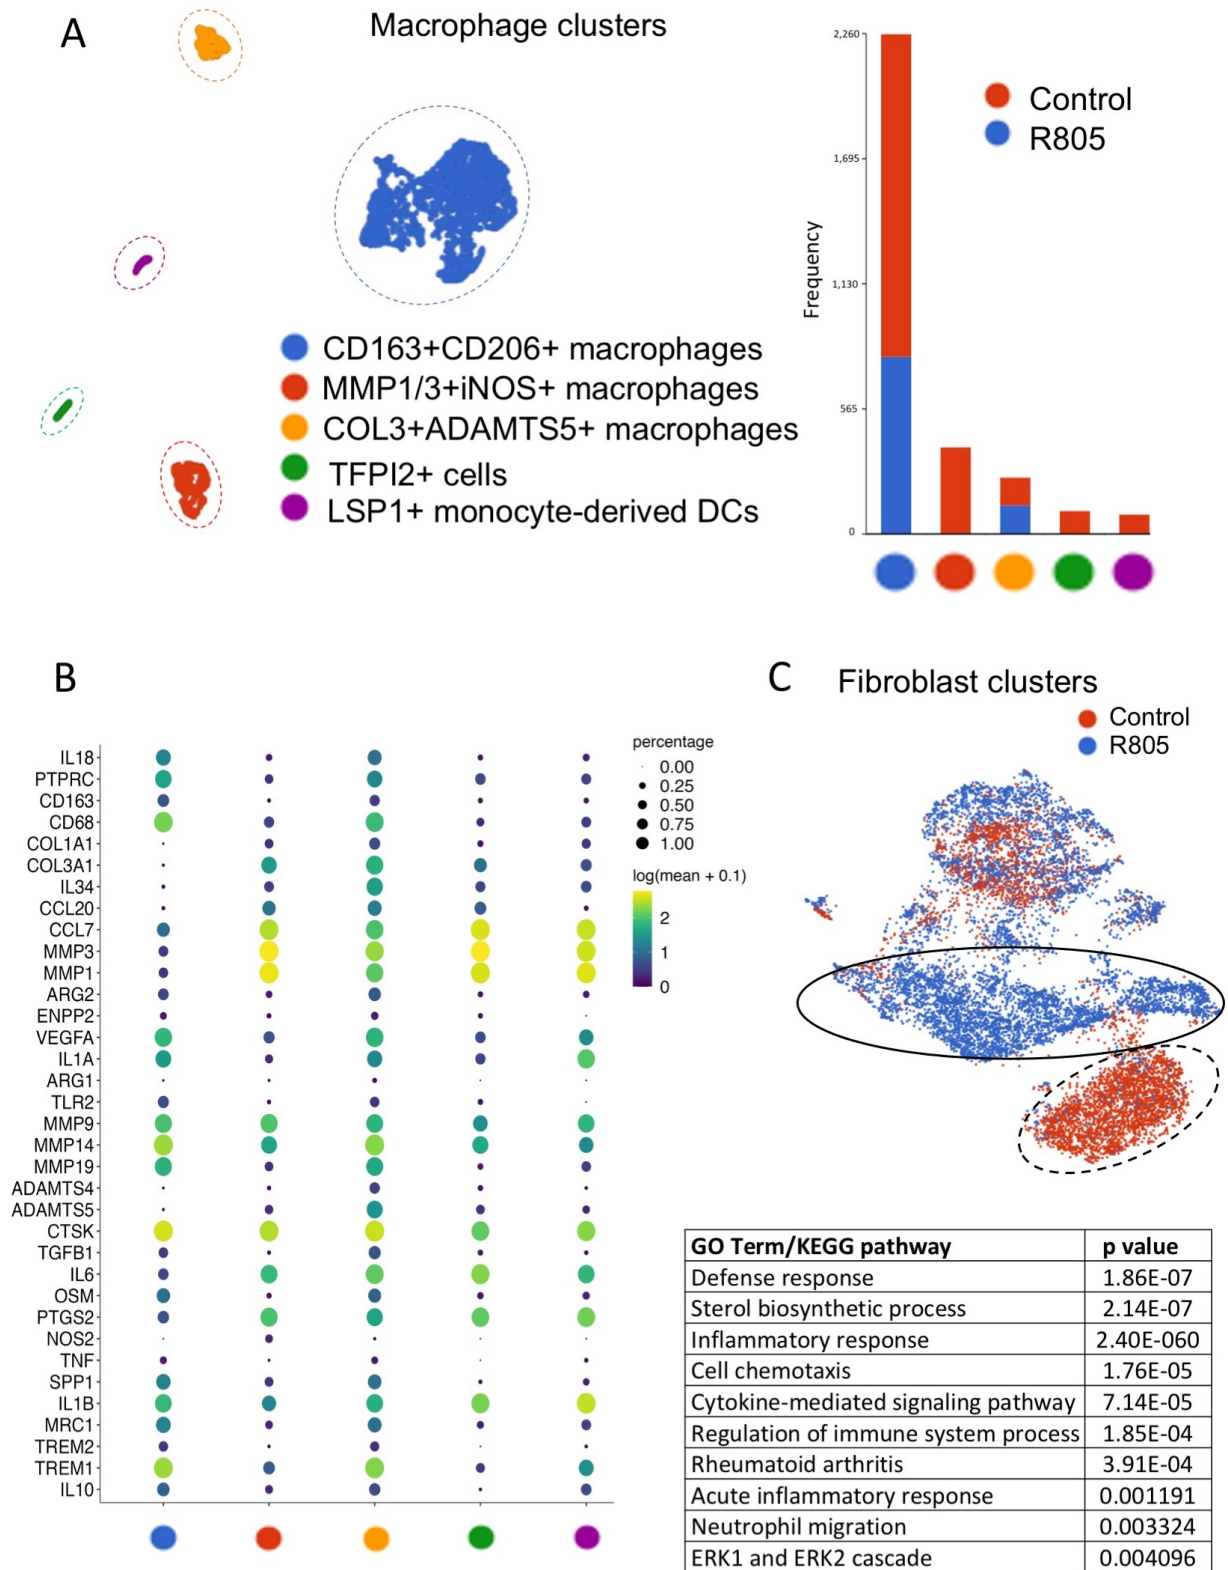 A
Macrophage clusters
CD163+CD206+ macrophages
MMP1/3+iNOS+ macrophages
COL3+ADAMTS5+ macrophages
TFPI2+ cells
LSP1+ monocyte-derived DCs
Frequency
2,260
1,695
1,130
565
0
Control
R805
B
IL18
PTPRC
CD163
CD68
COL1A1
COL3A1
IL34
CCL20
CCL7
MMP3
MMP1
ARG2
ENPP2
VEGFA
IL1A
ARG1
TLR2
MMP9
MMP14
MMP19
ADAMTS4
ADAMTS5
CTSK
TGFB1
IL6
OSM
PTGS2
NOS2
TNF
SPP1
IL1B
MRC1
TREM2
TREM1
IL10
percentage
0.00
0.25
0.50
0.75
1.00
log(mean + 0.1)
2
1
0
C
Fibroblast clusters
Control
R805
GO Term/KEGG pathway p value
Defense response 1.86E-07
Sterol biosynthetic process 2.14E-07
Inflammatory response 2.40E-060
Cell chemotaxis 1.76E-05
Cytokine-mediated signaling pathway 7.14E-05
Regulation of immune system process 1.85E-04
Rheumatoid arthritis 3.91E-04
Acute inflammatory response 0.001191
Neutrophil migration 0.003324
ERK1 and ERK2 cascade 0.004096